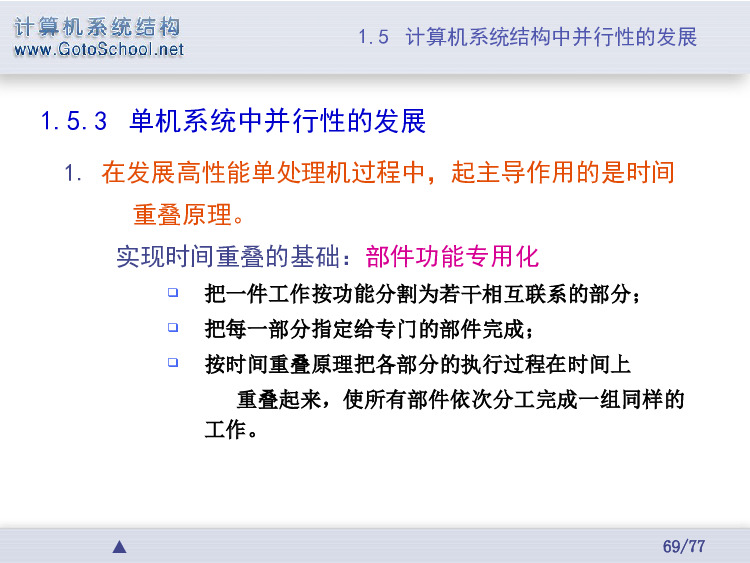 计算机系统结构
www.GotoSchool.net
1.5 计算机系统结构中并行性的发展
1.5.3 单机系统中并行性的发展
1. 在发展高性能单处理机过程中，起主导作用的是时间
重叠原理。
实现时间重叠的基础：部件功能专用化
❑ 把一件工作按功能分割为若干相互联系的部分；
❑ 把每一部分指定给专门的部件完成；
❑ 按时间重叠原理把各部分的执行过程在时间上
重叠起来，使所有部件依次分工完成一组同样的
工作。
▲
69/77